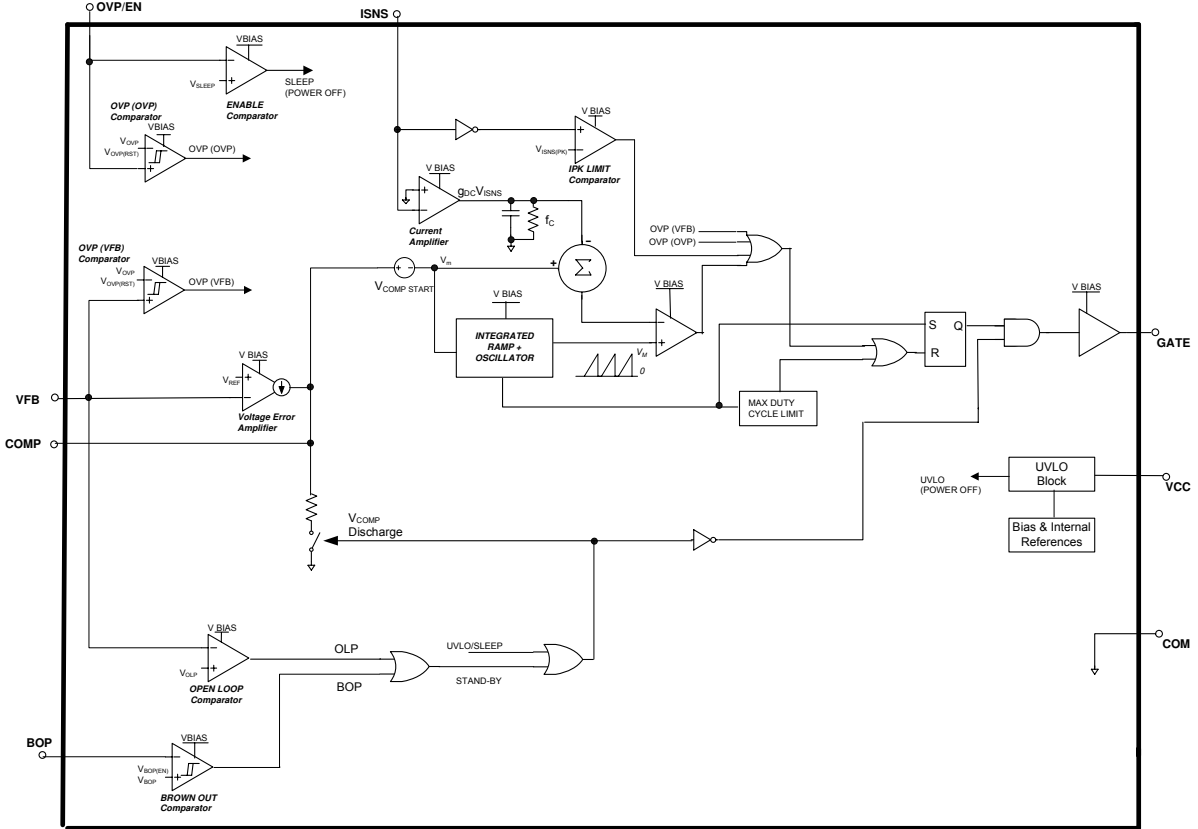 OVP/EN
ISNS
VBIAS
VSLEEP
SLEEP
(POWER OFF)
ENABLE
Comparator
OVP (OVP)
Comparator
VBIAS
VOVP
VOVP(RST)
OVP (OVP)
V BIAS
VISNS(PK)
IPK LIMIT
Comparator
V BIAS
gDCVISNS
Current
Amplifier
fC
OVP (VFB)
OVP (OVP)
OVP (VFB)
Comparator
VBIAS
VOVP
VOVP(RST)
OVP (VFB)
Vm
VCOMP START
Σ
V BIAS
INTEGRATED
RAMP +
OSCILLATOR
V BIAS
VM
0
S Q
R
V BIAS
GATE
MAX DUTY
CYCLE LIMIT
V BIAS
VREF
Voltage Error
Amplifier
VFB
COMP
UVLO
(POWER OFF)
UVLO
Block
VCC
Bias & Internal
References
VCOMP
Discharge
V BIAS
VOLP
OPEN LOOP
Comparator
OLP
BOP
UVLO/SLEEP
STAND-BY
COM
BOP
VBIAS
VBOP(EN)
VBOP
BROWN OUT
Comparator